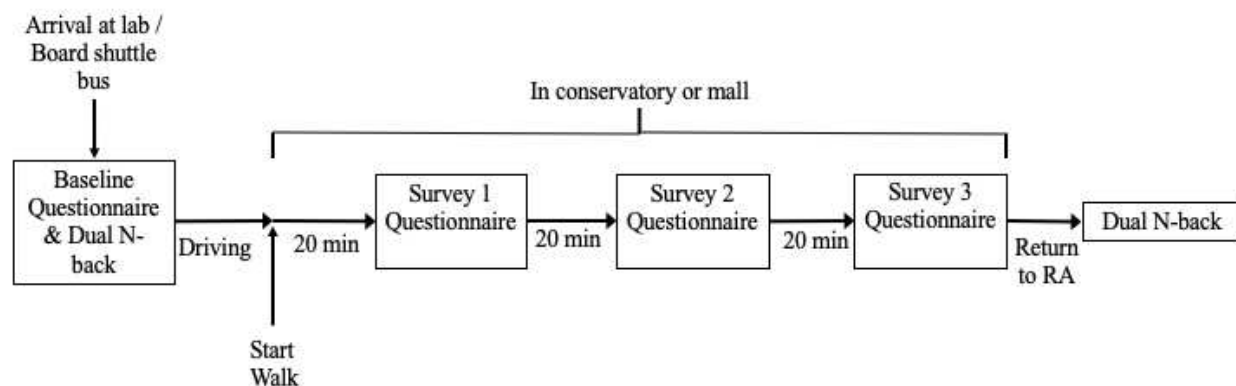 Arrival at lab /
Board shuttle
bus
In conservatory or mall
Baseline
Questionnaire
& Dual N-
back
Driving
20 min
Survey 1
Questionnaire
20 min
Survey 2
Questionnaire
20 min
Survey 3
Questionnaire
Return
to RA
Dual N-back
Start
Walk